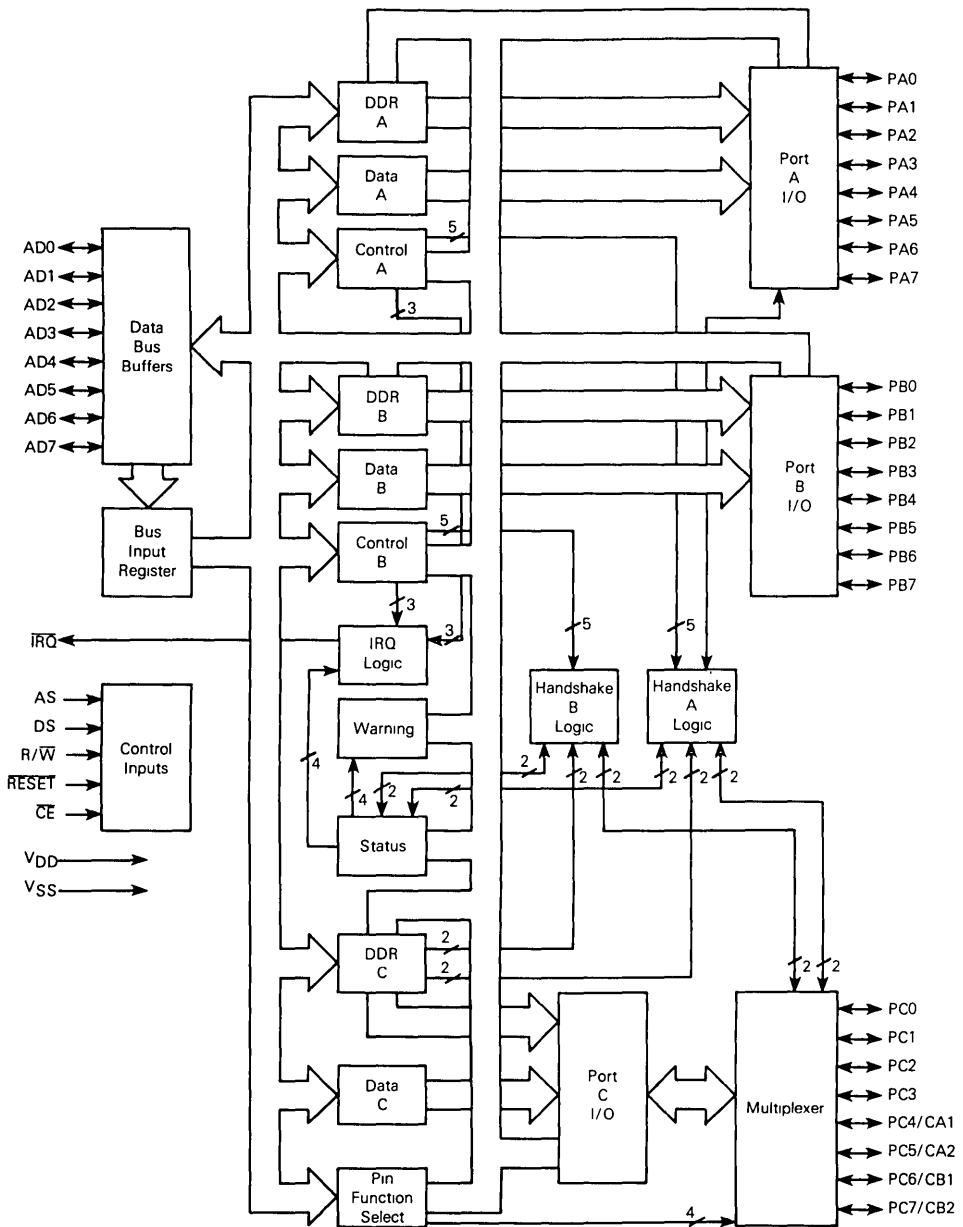 DDR
A
Data
A
Control
A
5
3
Port
A
I/O
PA0
PA1
PA2
PA3
PA4
PA5
PA6
PA7
AD0
AD1
AD2
AD3
AD4
AD5
AD6
AD7
Data
Bus
Buffers
Bus
Input
Register
DDR
B
Data
B
Control
B
5
3
3
Port
B
I/O
PB0
PB1
PB2
PB3
PB4
PB5
PB6
PB7
IRQ
IRQ
Logic
AS
DS
R/W
RESET
CE
Control
Inputs
VDD
VSS
Warning
4
4
2
Status
2
2
5
5
Handshake
B
Logic
Handshake
A
Logic
2
2
2
2
2
DDR
C
2
2
Data
C
Pin
Function
Select
4
Port
C
I/O
2
2
Multiplexer
PC0
PC1
PC2
PC3
PC4/CA1
PC5/CA2
PC6/CB1
PC7/CB2